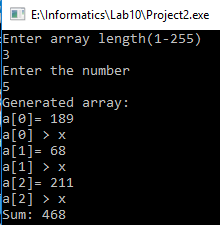 E:\Informatics\Lab10\Project2.exe
Enter array length(1-255)
3
Enter the number
5
Generated array:
a[0]= 189
a[0] > x
a[1]= 68
a[1] > x
a[2]= 211
a[2] > x
Sum: 468